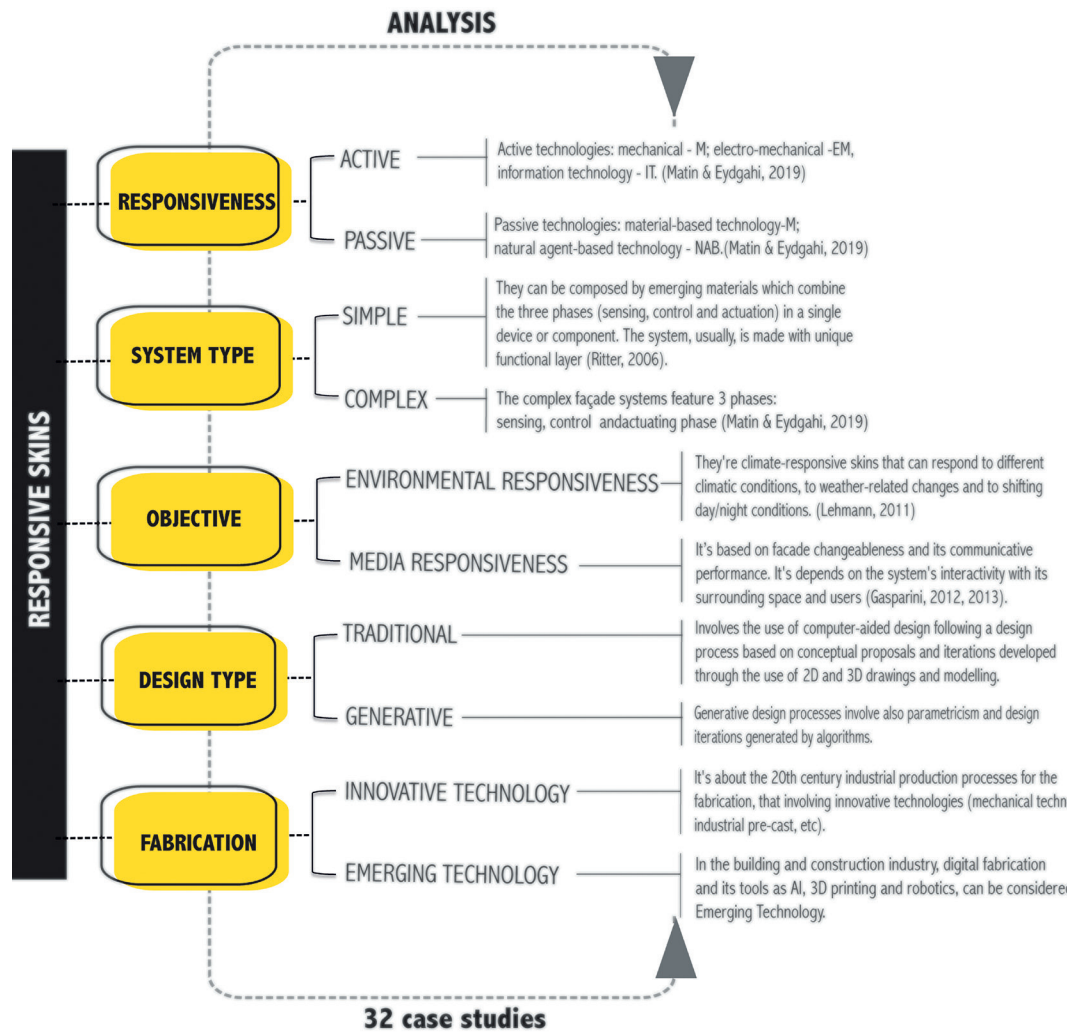 ANALYSIS
RESPONSIVE SKINS
RESPONSIVENESS
ACTIVE
Active technologies: mechanical - M; electro-mechanical -EM,
information technology - IT. (Matin & Eydgahi, 2019)
PASSIVE
Passive technologies: material-based technology-M;
natural agent-based technology - NAB.(Matin & Eydgahi, 2019)
SYSTEM TYPE
SIMPLE
They can be composed by emerging materials which combine
the three phases (sensing, control and actuation) in a single
device or component. The system, usually, is made with unique
functional layer (Ritter, 2006).
COMPLEX
The complex façade systems feature 3 phases:
sensing, control andactuating phase (Matin & Eydgahi, 2019)
OBJECTIVE
ENVIRONMENTAL RESPONSIVENESS
They're climate-responsive skins that can respond to different
climatic conditions, to weather-related changes and to shifting
day/night conditions. (Lehmann, 2011)
MEDIA RESPONSIVENESS
It's based on facade changeableness and its communicative
performance. It's depends on the system's interactivity with its
surrounding space and users (Gasparini, 2012, 2013).
DESIGN TYPE
TRADITIONAL
Involves the use of computer-aided design following a design
process based on conceptual proposals and iterations developed
through the use of 2D and 3D drawings and modelling.
GENERATIVE
Generative design processes involve also parametricism and design
iterations generated by algorithms.
FABRICATION
INNOVATIVE TECHNOLOGY
It's about the 20th century industrial production processes for the
fabrication, that involving innovative technologies (mechanical techn
industrial pre-cast, etc).
EMERGING TECHNOLOGY
In the building and construction industry, digital fabrication
and its tools as AI, 3D printing and robotics, can be considere
Emerging Technology.
32 case studies